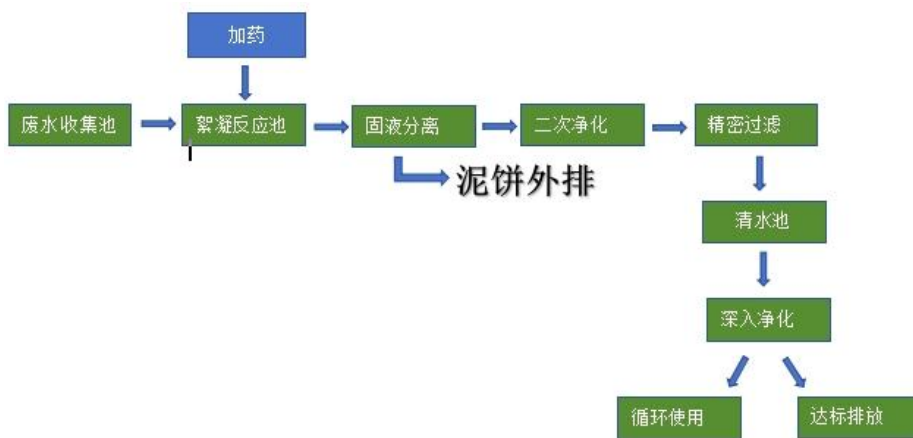 加药
废水收集池
絮凝反应池
固液分离
二次净化
精密过滤
泥饼外排
清水池
深入净化
循环使用
达标排放